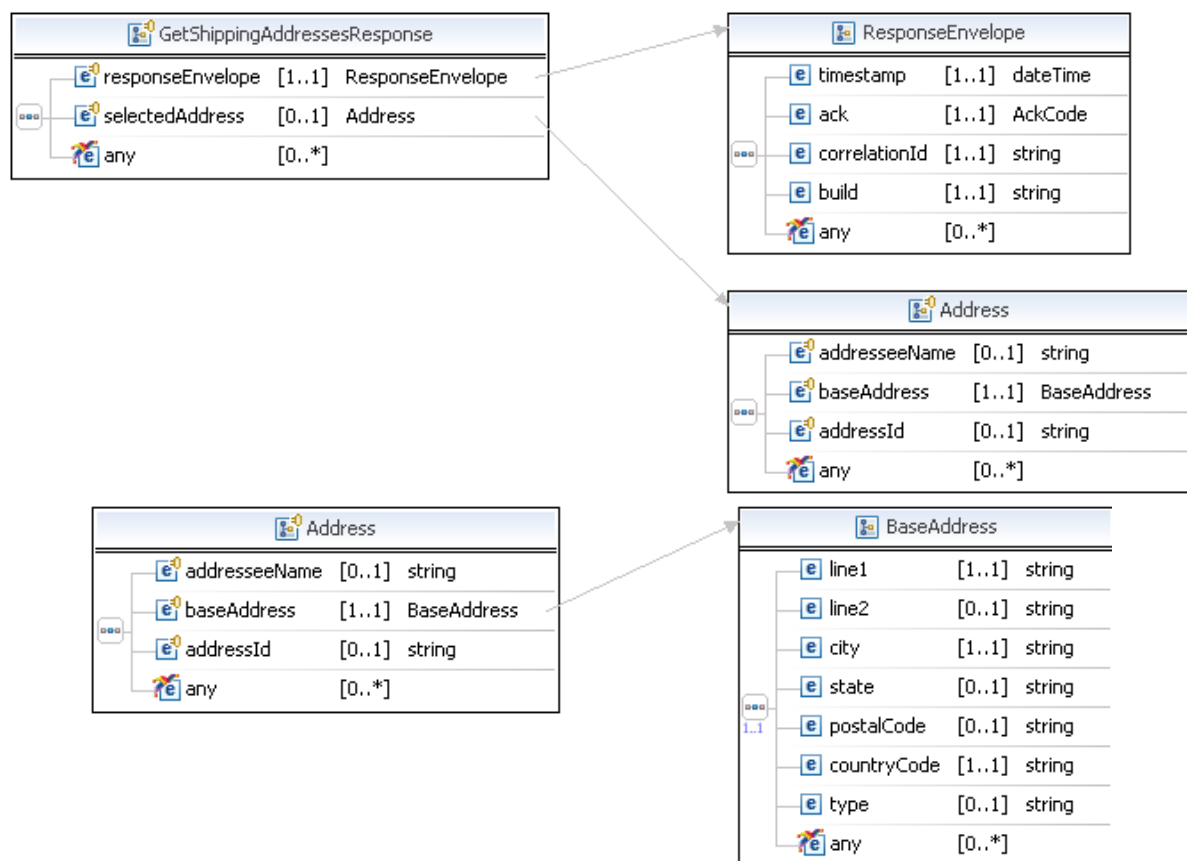 GetShippingAddressesResponse
responseEnvelope [1..1] ResponseEnvelope
selectedAddress [0..1] Address
any [0..*]
ResponseEnvelope
timestamp [1..1] dateTime
ack [1..1] AckCode
correlationId [1..1] string
build [1..1] string
any [0..*]
Address
addresseeName [0..1] string
baseAddress [1..1] BaseAddress
addressId [0..1] string
any [0..*]
Address
addresseeName [0..1] string
baseAddress [1..1] BaseAddress
addressId [0..1] string
any [0..*]
BaseAddress
line1 [1..1] string
line2 [0..1] string
city [1..1] string
state [0..1] string
1..1
postalCode [0..1] string
countryCode [1..1] string
type [0..1] string
any [0..*]